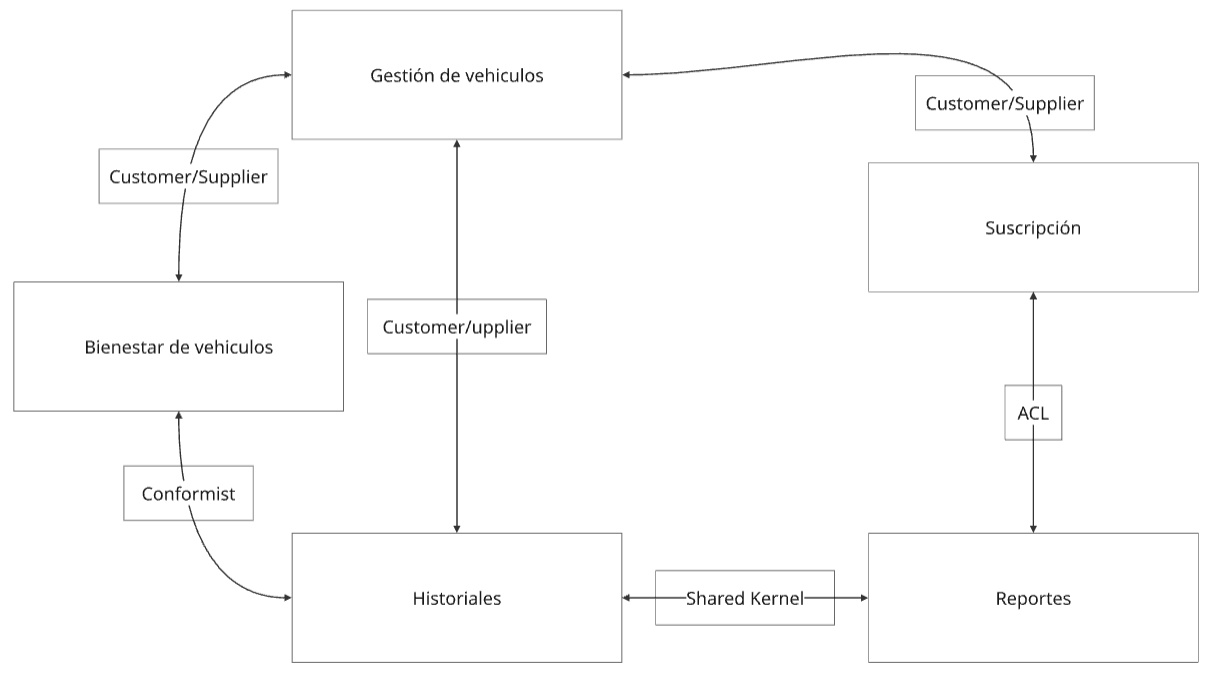 Gestión de vehiculos
Customer/Supplier
Customer/Supplier
Suscripción
Customer/upplier
Bienestar de vehiculos
ACL
Conformist
Historiales
Shared Kernel
Reportes